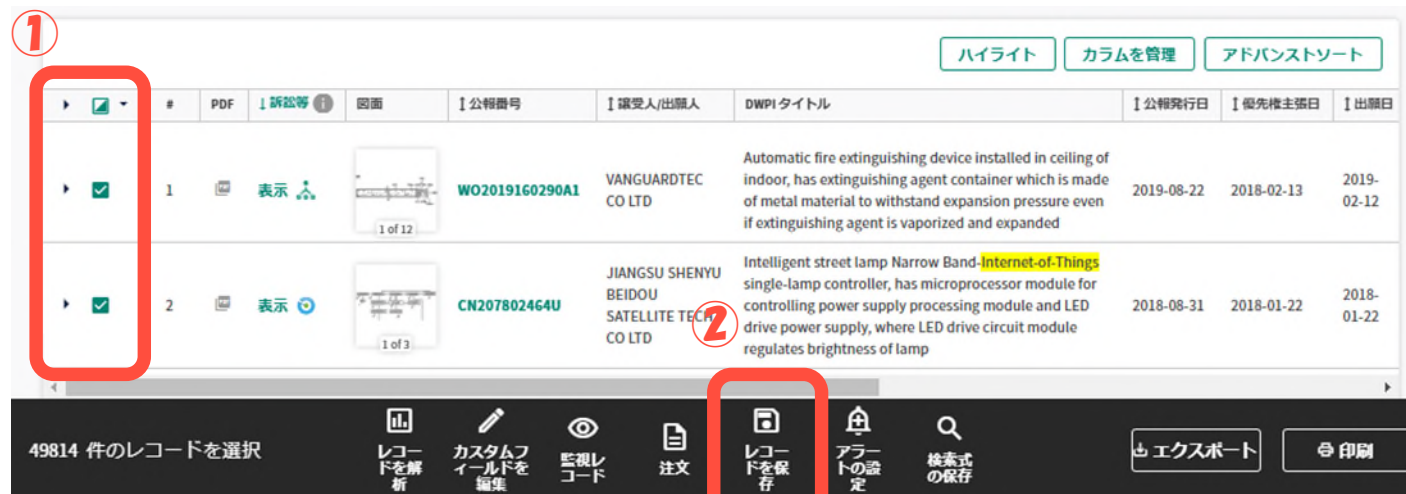 ①
ハイライト カラムを管理 アドバンストソート
# PDF 訴訟等 図面 公報番号 譲受人/出願人 DWPI タイトル 公報発行日 優先権主張日 出願日
Automatic fire extinguishing device installed in ceiling of
indoor, has extinguishing agent container which is made
of metal material to withstand expansion pressure even
if extinguishing agent is vaporized and expanded
1 表示 WO2019160290A1
VANGUARDTEC
CO LTD
2019-08-22 2018-02-13
2019-
02-12
1 of 12
Intelligent street lamp Narrow Band-Internet-of-Things
single-lamp controller, has microprocessor module for
controlling power supply processing module and LED
drive power supply, where LED drive circuit module
regulates brightness of lamp
2 表示 CN207802464U
JIANGSU SHENYU
BEIDOU
SATELLITE TECH
CO LTD
2018-08-31 2018-01-22
2018-
01-22
1 of 3
②
49814 件のレコードを選択
レコー
ドを解
析
カスタムフ
ィールドを
編集
監視レ
コード
注文
レコー
ドを保
存
アラー
トの設
定
検索式
の保存
エクスポート
印刷